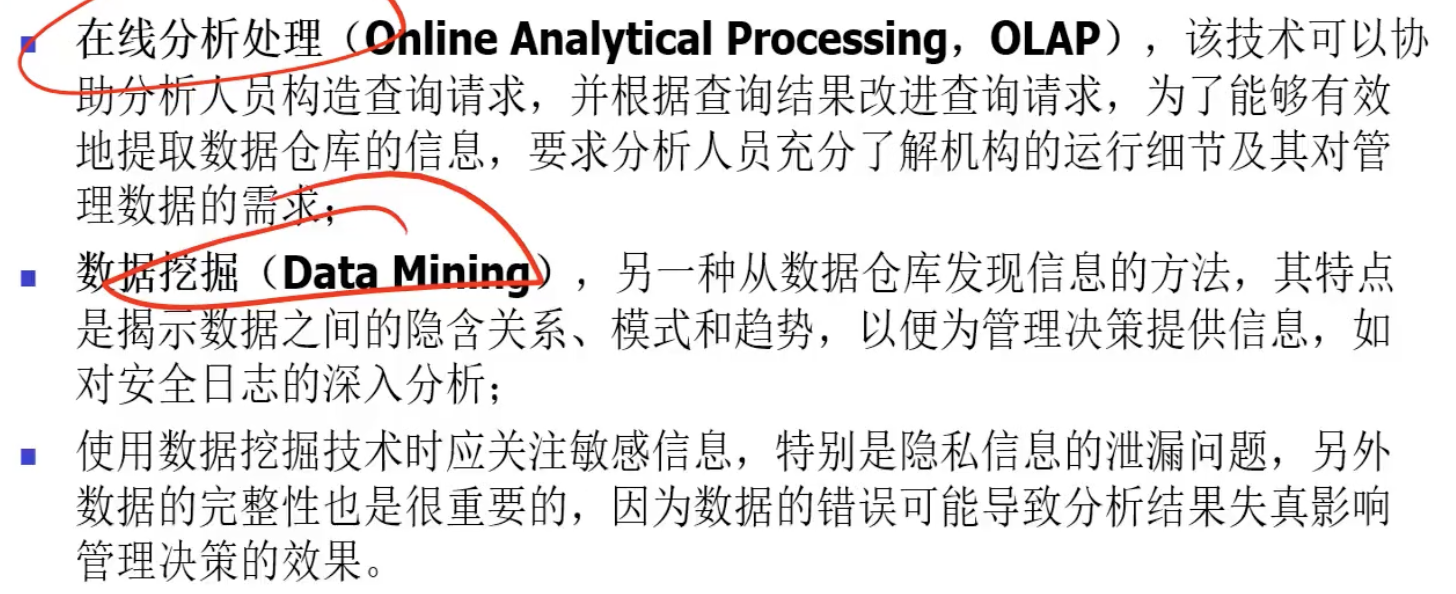 ■ 在线分析处理（Online Analytical Processing，OLAP），该技术可以协
助分析人员构造查询请求，并根据查询结果改进查询请求，为了能够有效
地提取数据仓库的信息，要求分析人员充分了解机构的运行细节及其对管
理数据的需求；
■ 数据挖掘（Data Mining），另一种从数据仓库发现信息的方法，其特点
是揭示数据之间的隐含关系、模式和趋势，以便为管理决策提供信息，如
对安全日志的深入分析；
■ 使用数据挖掘技术时应关注敏感信息，特别是隐私信息的泄漏问题，另外
数据的完整性也是很重要的，因为数据的错误可能导致分析结果失真影响
管理决策的效果。